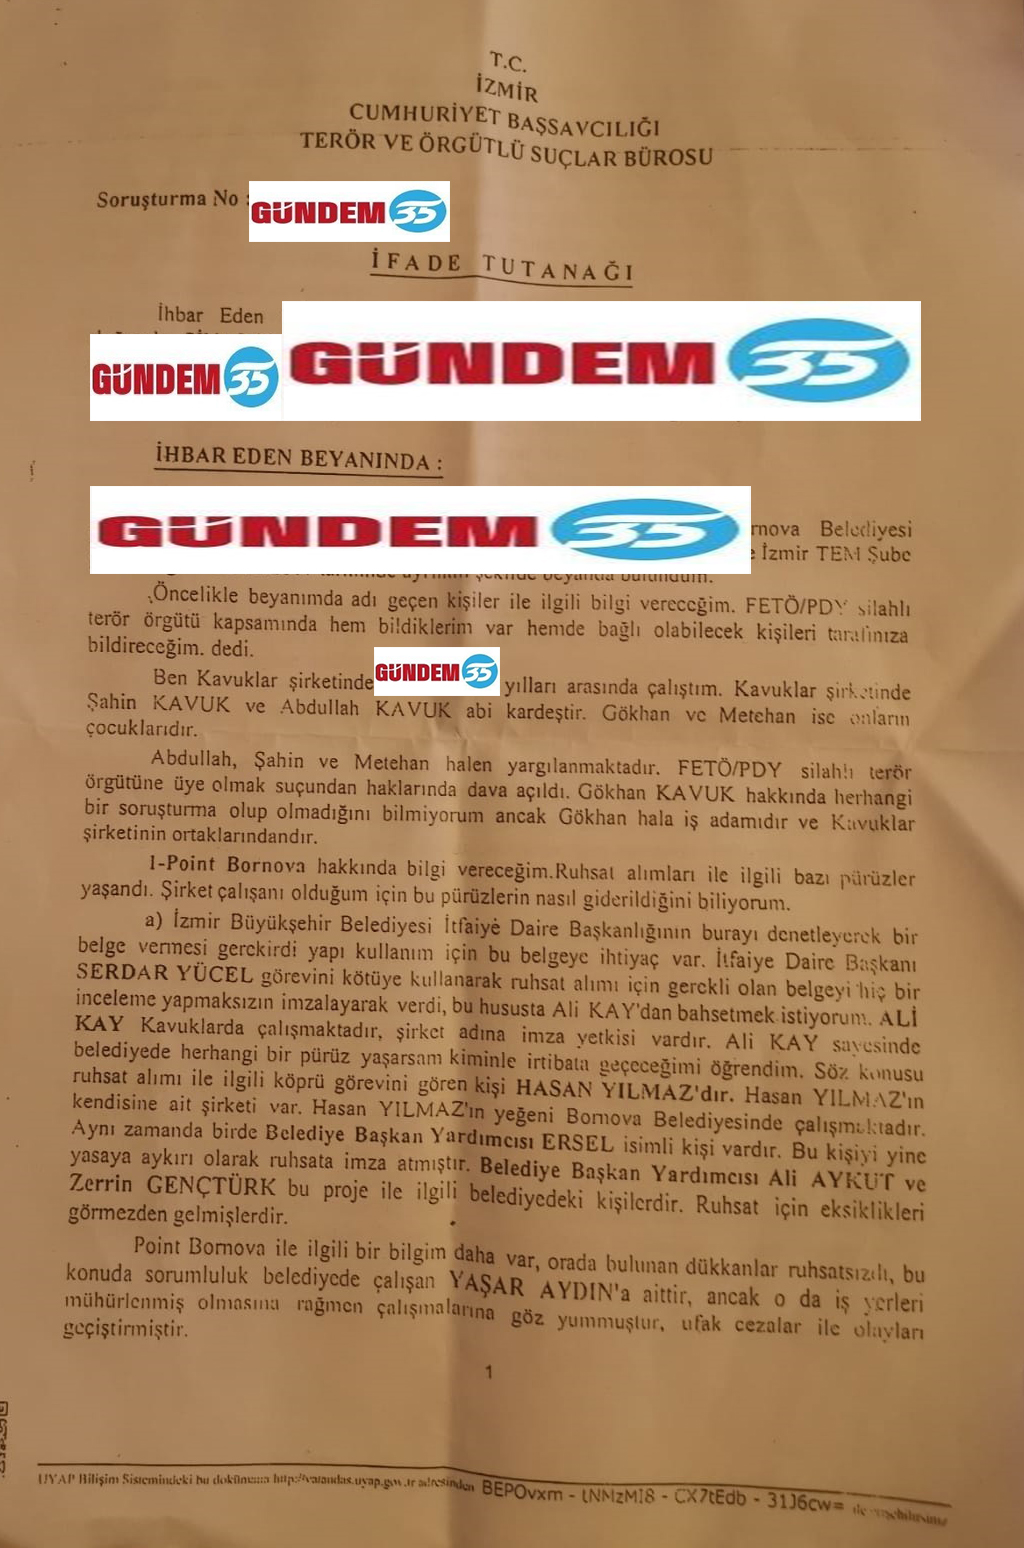 T.C.
İZMİR
CUMHURİYET BAŞSAVCILIĞI
TERÖR VE ÖRGÜTLÜ SUÇLAR BÜROSU
Soruşturma No :
GÜNDEM 35
İFADE TUTANAĞI
İhbar Eden
GÜNDEM 35
GÜNDEM 35
İHBAR EDEN BEYANINDA :
GÜNDEM 35
Belediyesi
İzmir TEM Şube
beyanda bulundum.
Öncelikle beyanımda adı geçen kişiler ile ilgili bilgi vereceğim. FETÖ/PDY silahlı
terör örgütü kapsamında hem bildiklerim var hemde bağlı olabilecek kişileri tarafınıza
bildireceğim. dedi.
Ben Kavuklar şirketinde GÜNDEM 35 yılları arasında çalıştım. Kavuklar şirketinde
Şahin KAVUK ve Abdullah KAVUK abi kardeştir. Gökhan ve Metehan ise onların
çocuklarıdır.
Abdullah, Şahin ve Metehan halen yargılanmaktadır. FETÖ/PDY silahlı terör
örgütüne üye olmak suçundan haklarında dava açıldı. Gökhan KAVUK hakkında herhangi
bir soruşturma olup olmadığını bilmiyorum ancak Gökhan hala iş adamıdır ve Kavuklar
şirketinin ortaklarındandır.
1-Point Bornova hakkında bilgi vereceğim.Ruhsat alımları ile ilgili bazı pürüzler
yaşandı. Şirket çalışanı olduğum için bu pürüzlerin nasıl giderildiğini biliyorum.
a) İzmir Büyükşehir Belediyesi İtfaiye Daire Başkanlığının burayı denetleyerek bir
belge vermesi gerekirdi yapı kullanım için bu belgeye ihtiyaç var. İtfaiye Daire Başkanı
SERDAR YÜCEL görevini kötüye kullanarak ruhsat alımı için gerekli olan belgeyi hiç bir
inceleme yapmaksızın imzalayarak verdi, bu hususta Ali KAY'dan bahsetmek istiyorum. ALİ
KAY Kavuklarda çalışmaktadır, şirket adına imza yetkisi vardır. Ali KAY sayesinde
belediyede herhangi bir pürüz yaşarsam kiminle irtibata geçeceğimi öğrendim. Söz konusu
ruhsat alımı ile ilgili köprü görevini gören kişi HASAN YILMAZ'dır. Hasan YILMAZ'ın
kendisine ait şirketi var. Hasan YILMAZ'ın yeğeni Bornova Belediyesinde çalışmaktadır.
Aynı zamanda birde Belediye Başkan Yardımcısı ERSEL isimli kişi vardır. Bu kişiyi yine
yasaya aykırı olarak ruhsata imza atmıştır. Belediye Başkan Yardımcısı Ali AYKUT ve
Zerrin GENÇTÜRK bu proje ile ilgili belediyedeki kişilerdir. Ruhsat için eksiklikleri
görmezden gelmişlerdir.
Point Bornova ile ilgili bir bilgim daha var, orada bulunan dükkanlar ruhsatsızdı, bu
konuda sorumluluk belediyede çalışan YAŞAR AYDIN'a aittir, ancak o da iş yerleri
mühürlenmiş olmasına rağmen çalışmalarına göz yummuştur, ufak cezalar ile olayları
geçiştirmiştir.
1
UYAP Bilişim Sistemindeki bu dokümana http://vatandas.uyap.gov.tr adresinden BEPOvxm - tNMzMI8 - CX7tEdb - 31J6cw= ile